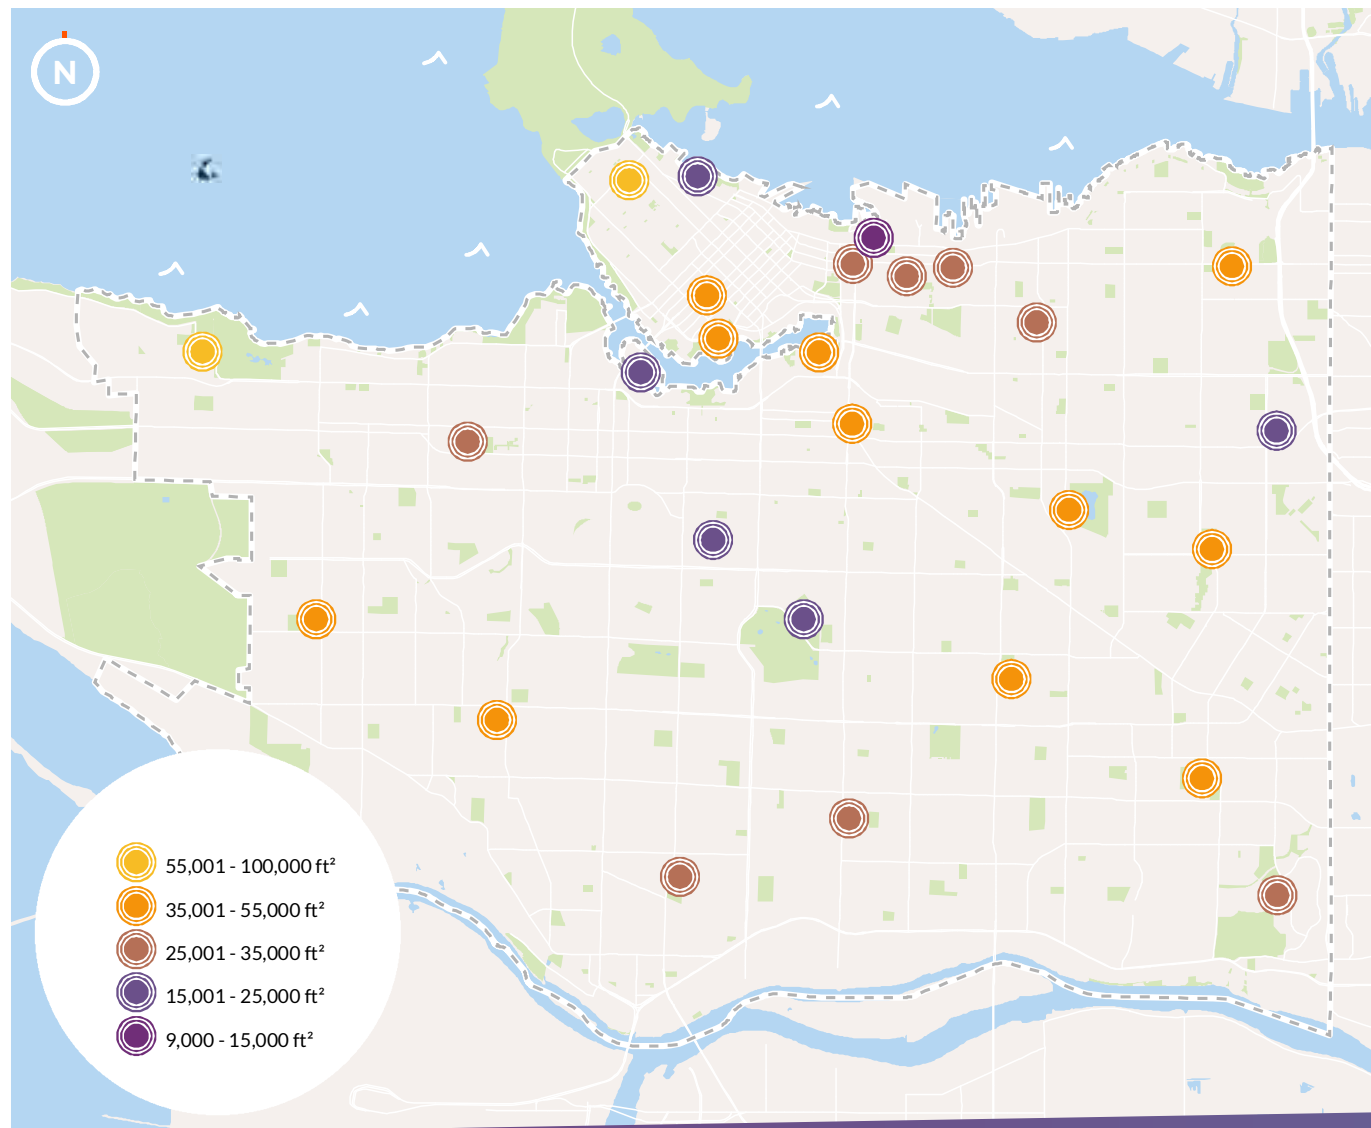 N
55,001 - 100,000 ft²
35,001 - 55,000 ft²
25,001 - 35,000 ft²
15,001 - 25,000 ft²
9,000 - 15,000 ft²